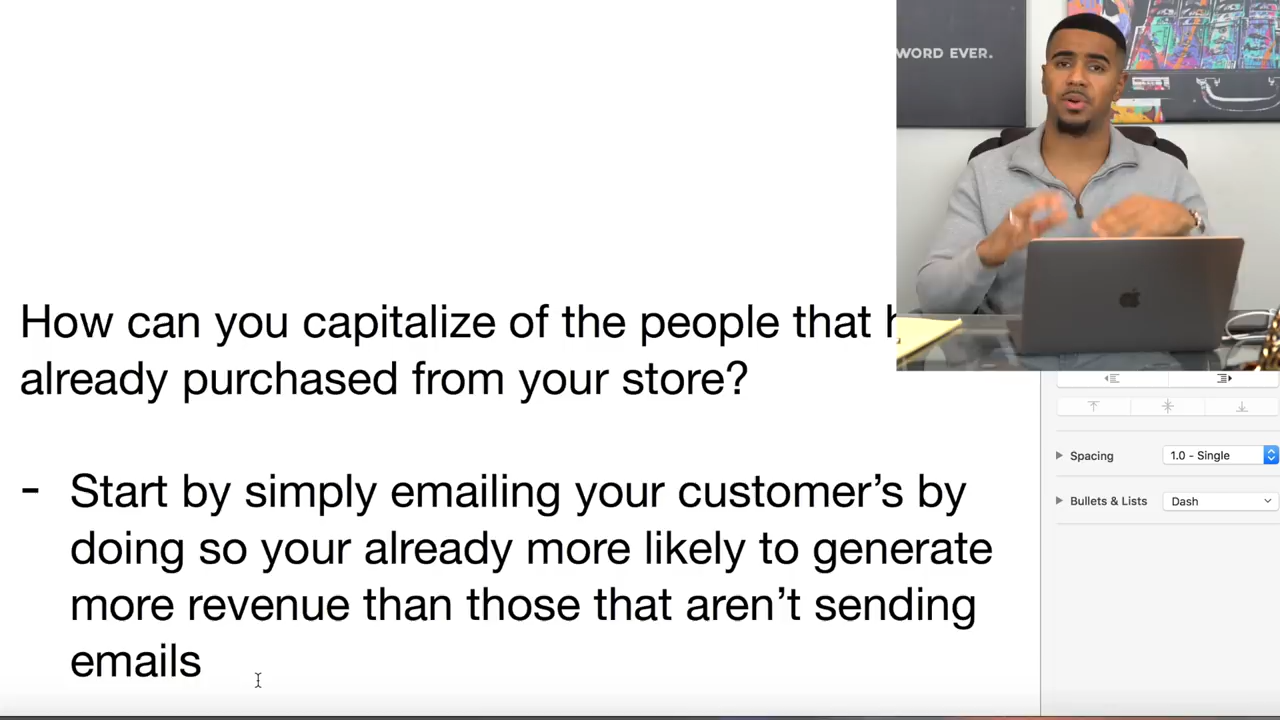 WORD EVER.
How can you capitalize of the people that
already purchased from your store?
- Start by simply emailing your customer's by
doing so your already more likely to generate
more revenue than those that aren't sending
emails
Spacing
1.0 - Single
Bullets & Lists
Dash